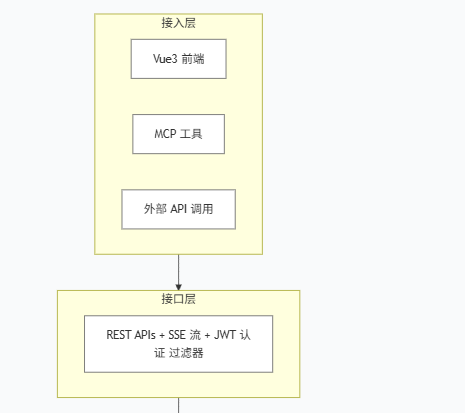 接入层
Vue3 前端
MCP 工具
外部 API 调用
接口层
REST APIs + SSE 流 + JWT 认
证 过滤器